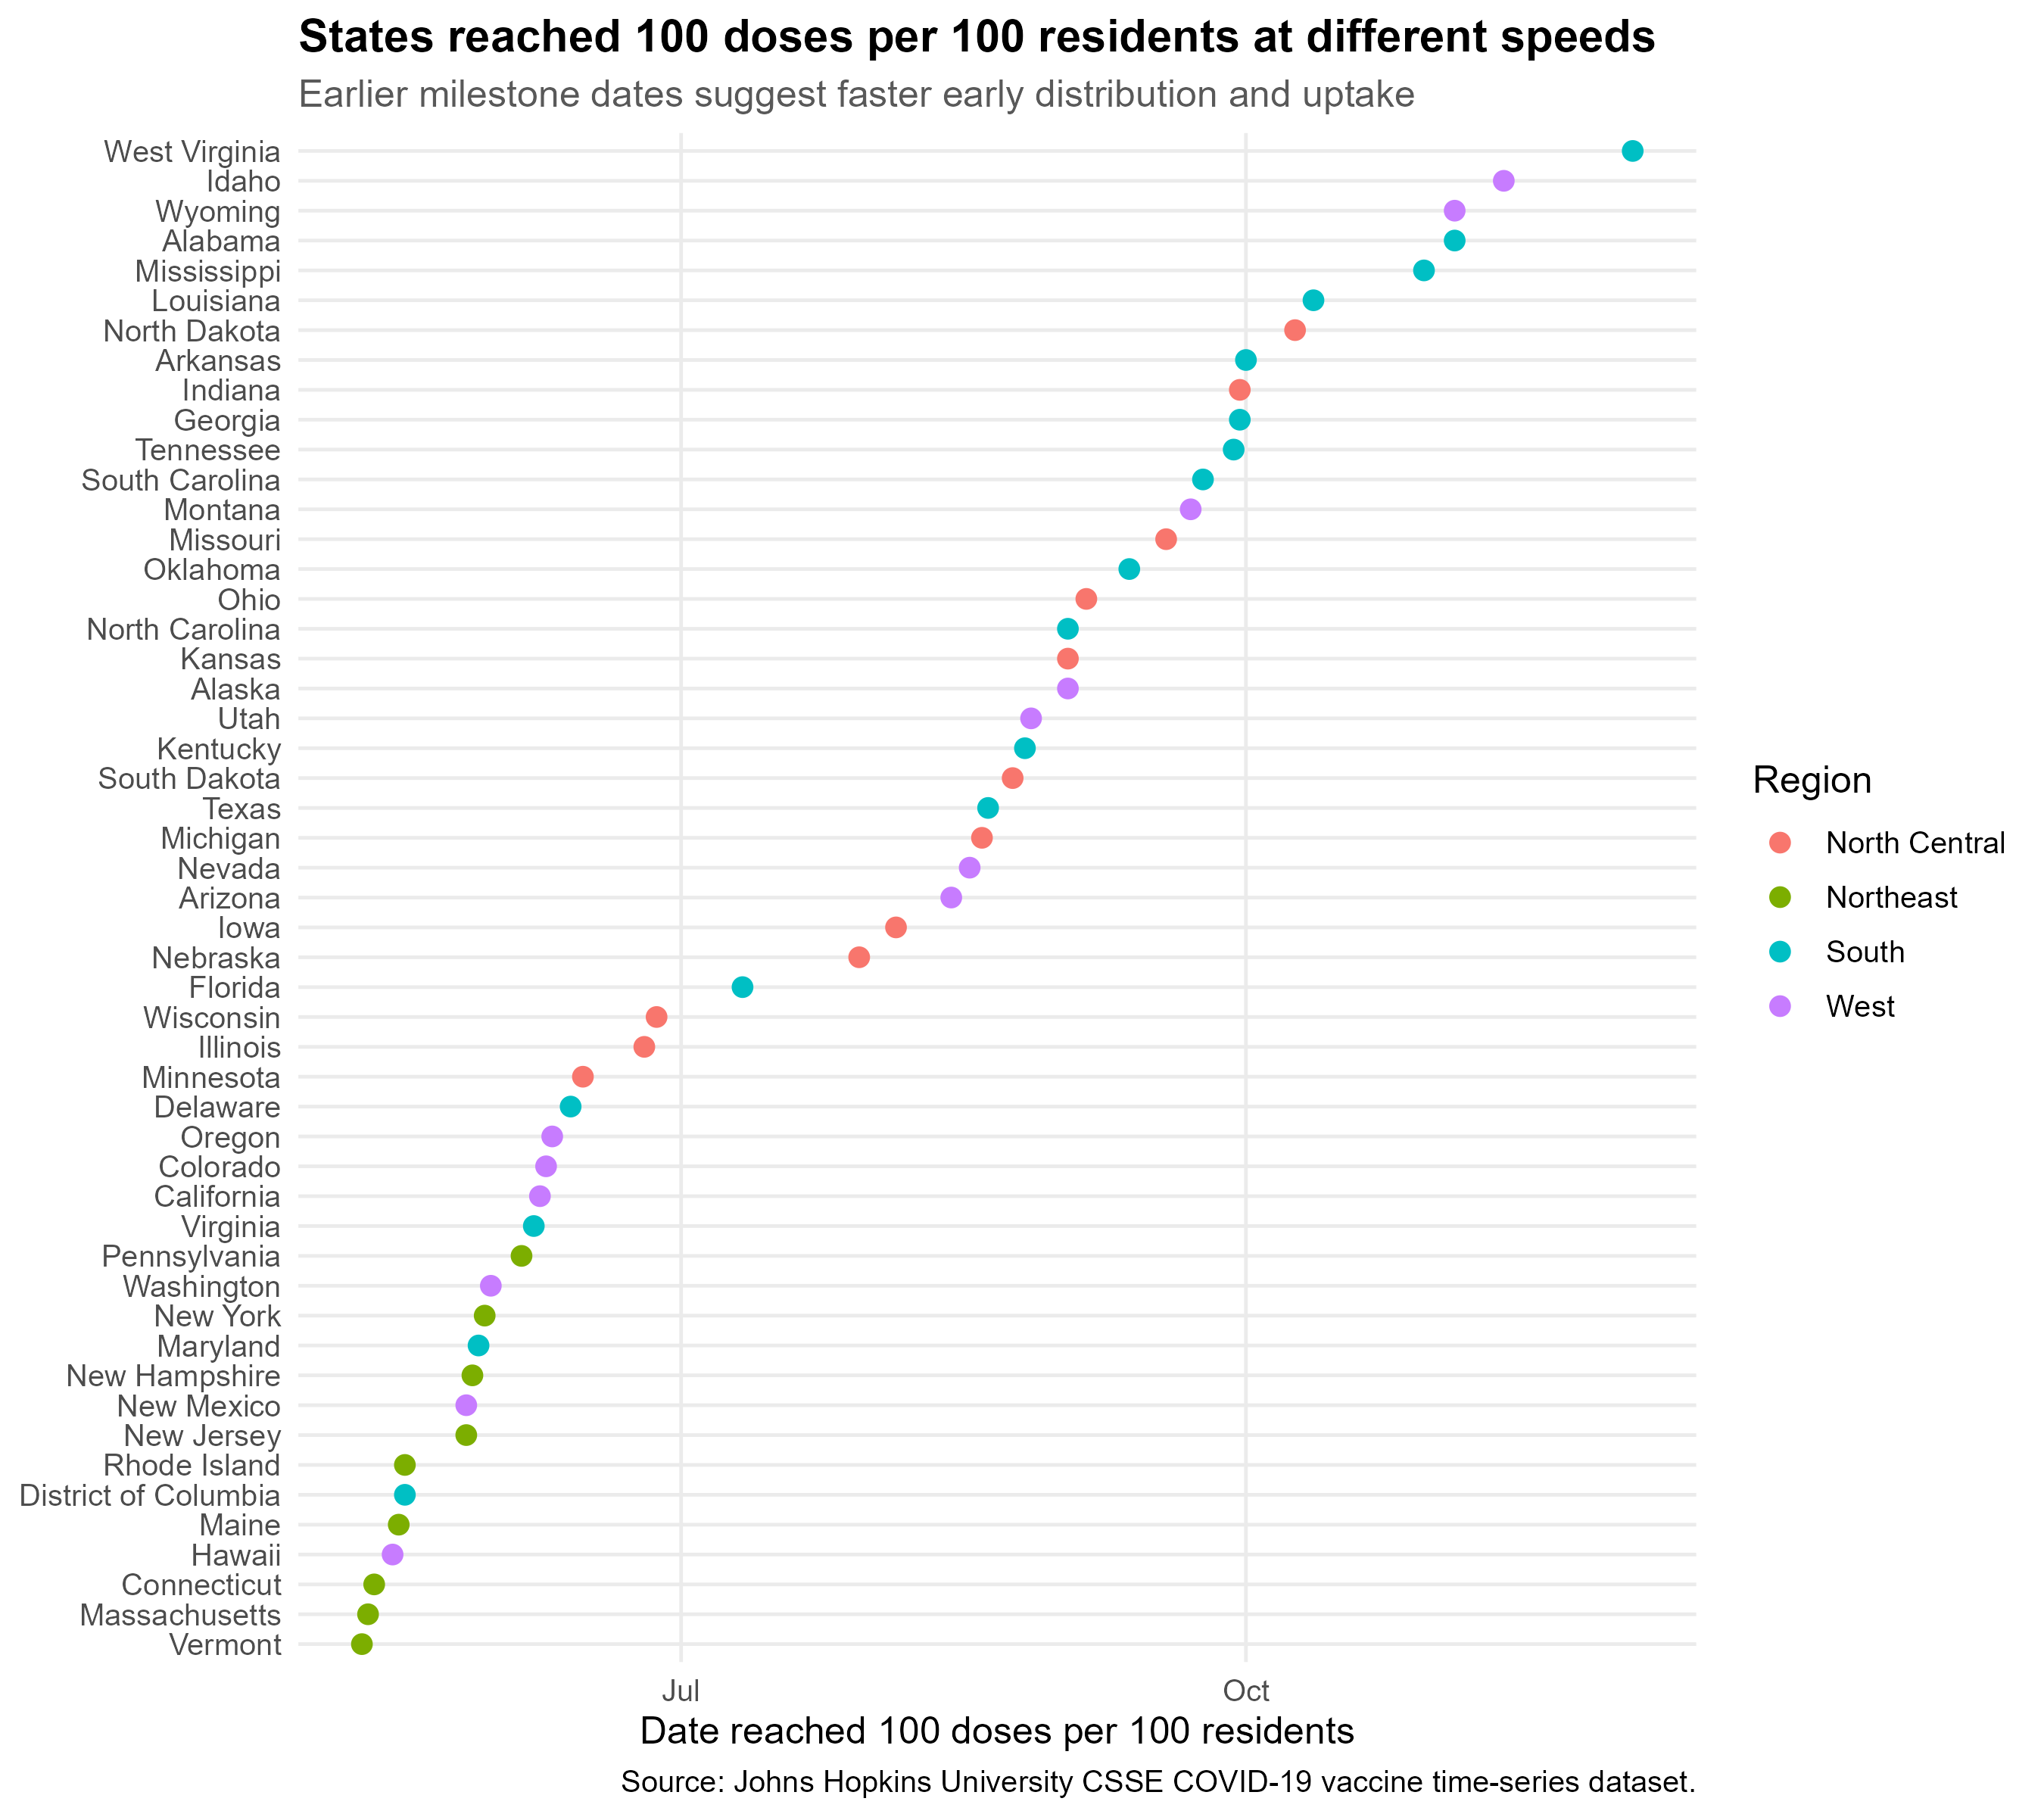 States reached 100 doses per 100 residents at different speeds
Earlier milestone dates suggest faster early distribution and uptake
West Virginia
Idaho
Wyoming
Alabama
Mississippi
Louisiana
North Dakota
Arkansas
Indiana
Georgia
Tennessee
South Carolina
Montana
Missouri
Oklahoma
Ohio
North Carolina
Kansas
Alaska
Utah
Kentucky
South Dakota
Texas
Michigan
Nevada
Arizona
Iowa
Nebraska
Florida
Wisconsin
Illinois
Minnesota
Delaware
Oregon
Colorado
California
Virginia
Pennsylvania
Washington
New York
Maryland
New Hampshire
New Mexico
New Jersey
Rhode Island
District of Columbia
Maine
Hawaii
Connecticut
Massachusetts
Vermont
Jul
Oct
Date reached 100 doses per 100 residents
Region
North Central
Northeast
South
West
Source: Johns Hopkins University CSSE COVID-19 vaccine time-series dataset.